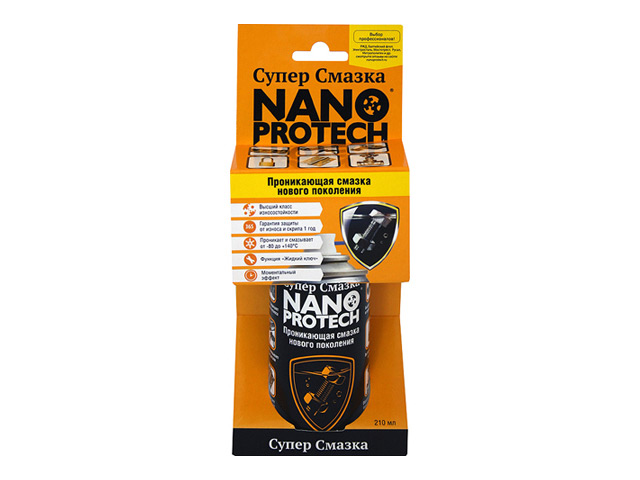 Выбор
профессионалов!
Супер Смазка
NANO®
PROTECH
Проникающая смазка
нового поколения
Высший класс
износостойкости
365
Гарантия защиты
от износа и скрипа 1 год
Проникает и смазывает
от -80 до +140°C
Функция «Жидкий ключ»
Моментальный
эффект
Супер Смазка
NANO
PROTECH
Проникающая смазка
нового поколения
210 мл
Супер Смазка